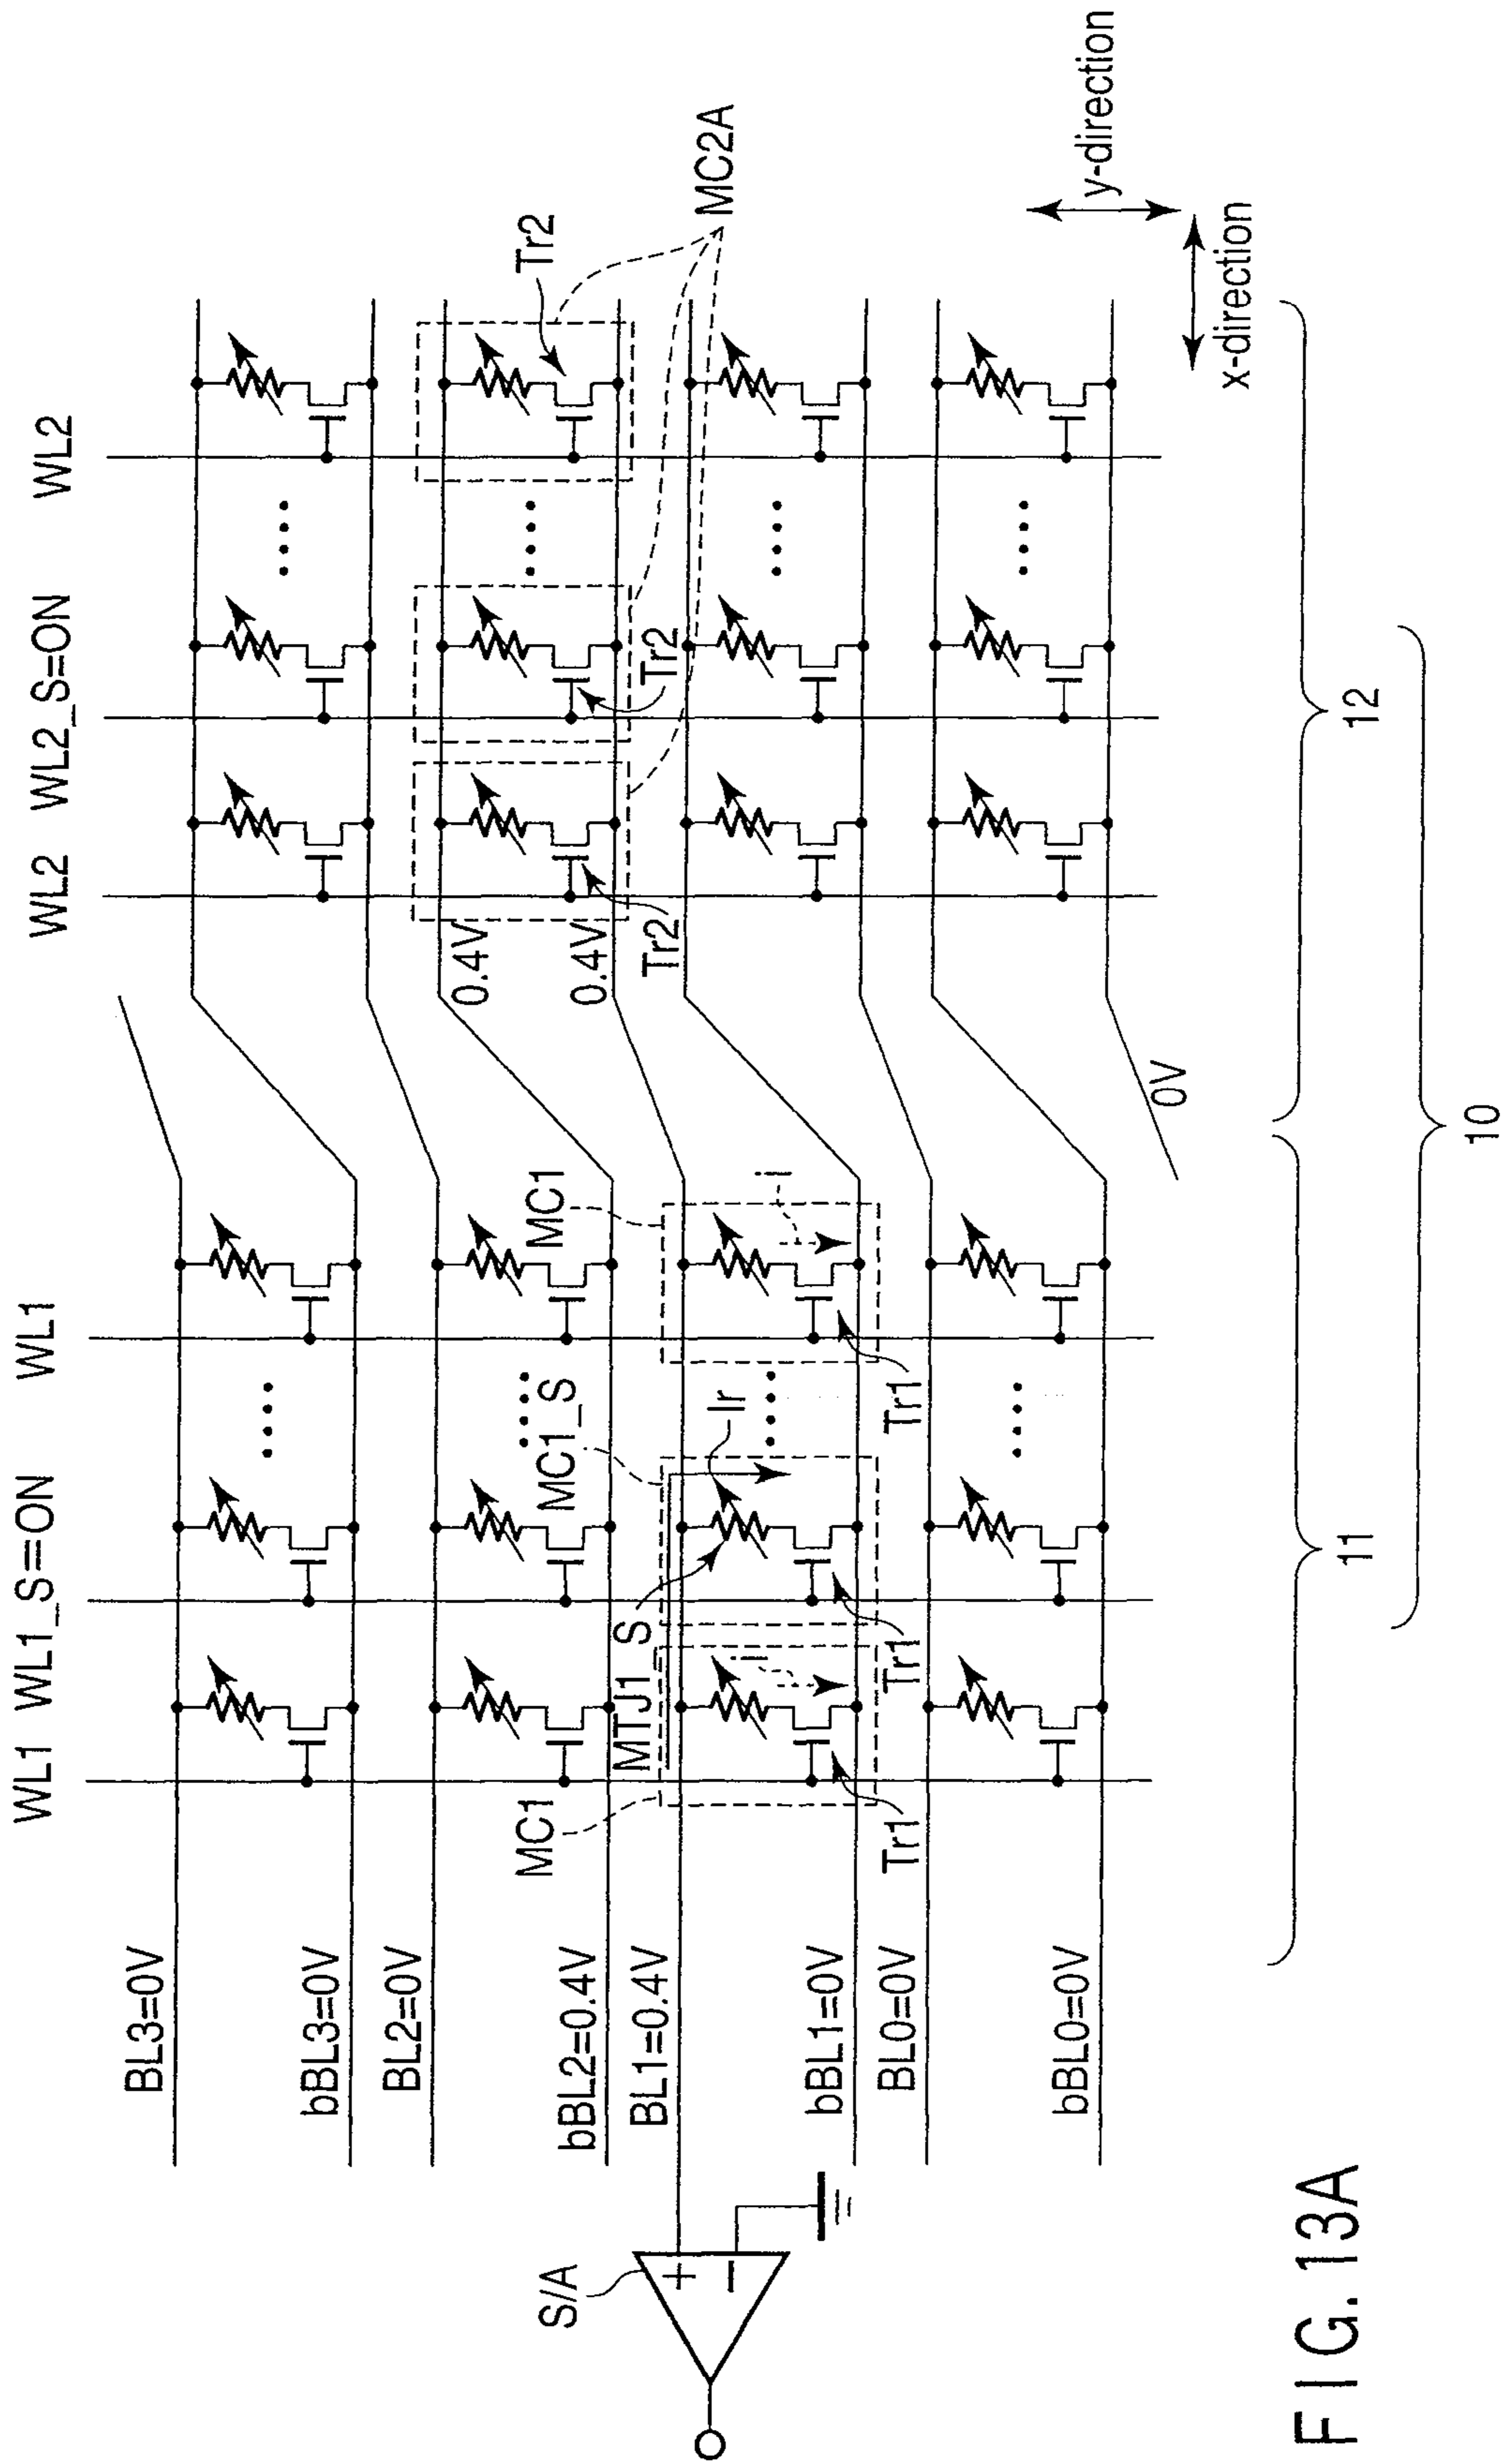 WL1 WL1_S=ON WL1 WL2 WL2_S=ON WL2
BL3=0V
bBL3=0V
BL2=0V
bBL2=0.4V
BL1=0.4V
bBL1=0V
BL0=0V
bBL0=0V
S/A
+
−
MC1
MC1_S
MC1
MTJ1_S
Ir
il
il
Tr1
Tr1
Tr1
0.4V
0.4V
Tr2
Tr2
Tr2
MC2A
0V
y-direction
x-direction
11
12
10
FIG. 13A